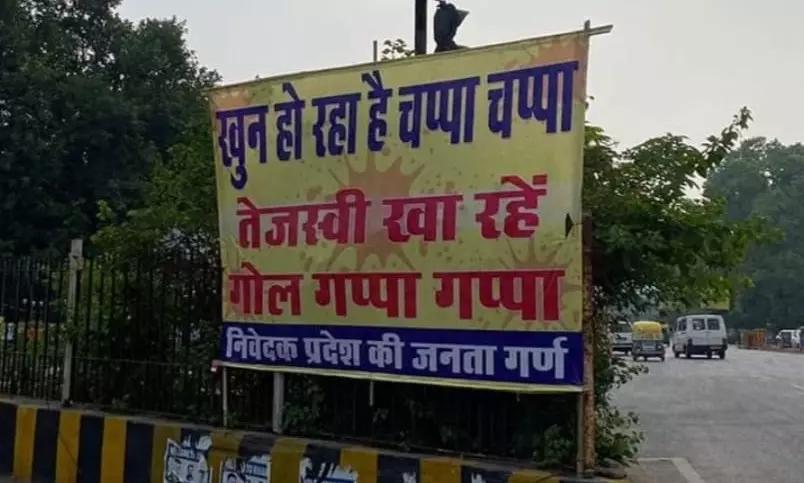 खुन हो रहा है चप्पा चप्पा
तेजस्वी खा रहें
गोल गप्पा गप्पा
निवेदक प्रदेश की जनता गर्ण